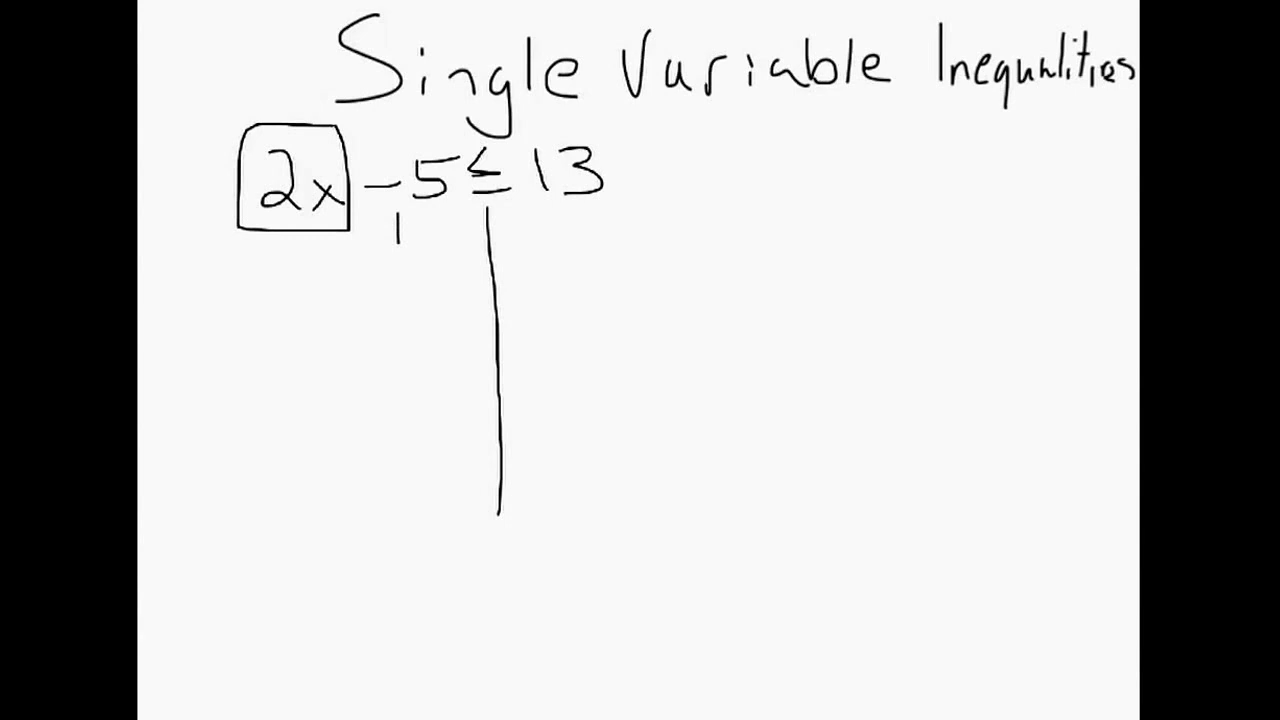 Single Variable Inequalities
2x - 5 ≤ 13